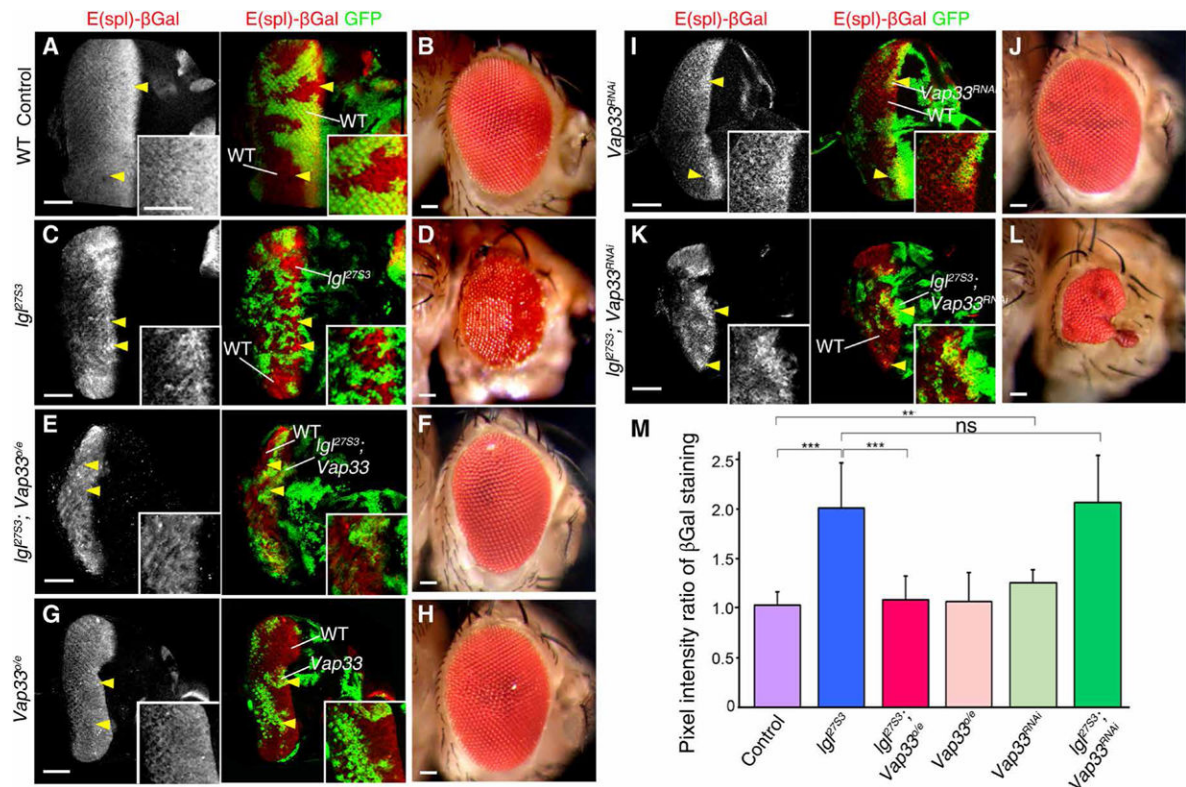 E(spl)-βGal
E(spl)-βGal GFP
WT Control
A
WT
WT
B
lgl27S3
C
lgl27S3
WT
D
lgl27S3; Vap33o/e
E
WT
lgl27S3;
Vap33
F
Vap33o/e
G
WT
Vap33
H
E(spl)-βGal
E(spl)-βGal GFP
Vap33RNAi
I
Vap33RNAi
WT
J
lgl27S3; Vap33RNAi
K
lgl27S3;
Vap33RNAi
WT
L
M
**
ns
***
***
Pixel intensity ratio of βGal staining
2.5
2.0
1.5
1.0
0.5
0
Control
lgl27S3
lgl27S3;
Vap33o/e
Vap33o/e
Vap33RNAi
lgl27S3;
Vap33RNAi